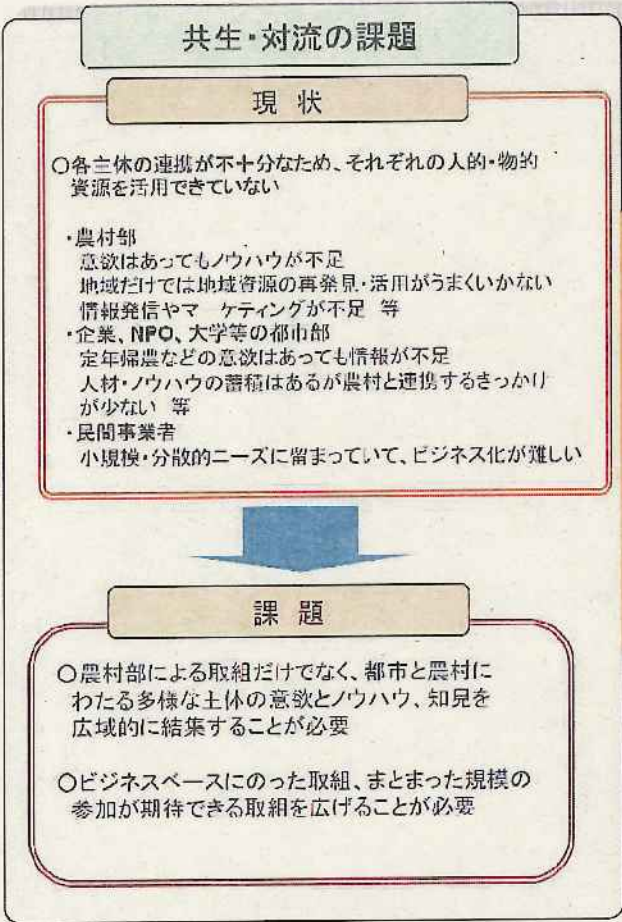 共生・対流の課題
現 状
○各主体の連携が不十分なため、それぞれの人的・物的
資源を活用できていない
・農村部
意欲はあってもノウハウが不足
地域だけでは地域資源の再発見・活用がうまくいかない
情報発信やマーケティングが不足 等
・企業、NPO、大学等の都市部
定年帰農などの意欲はあっても情報が不足
人材・ノウハウの蓄積はあるが農村と連携するきっかけ
が少ない 等
・民間事業者
小規模・分散的ニーズに留まっていて、ビジネス化が難しい
課 題
○農村部による取組だけでなく、都市と農村に
わたる多様な主体の意欲とノウハウ、知見を
広域的に結集することが必要
○ビジネスベースにのった取組、まとまった規模の
参加が期待できる取組を広げることが必要